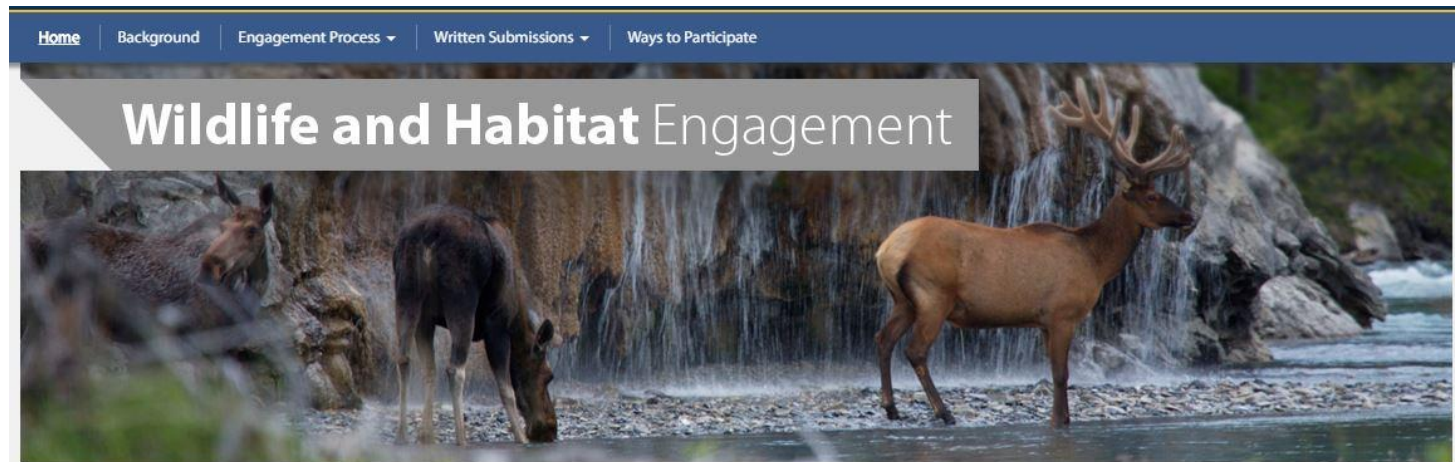 Home Background Engagement Process Written Submissions Ways to Participate
Wildlife and Habitat Engagement